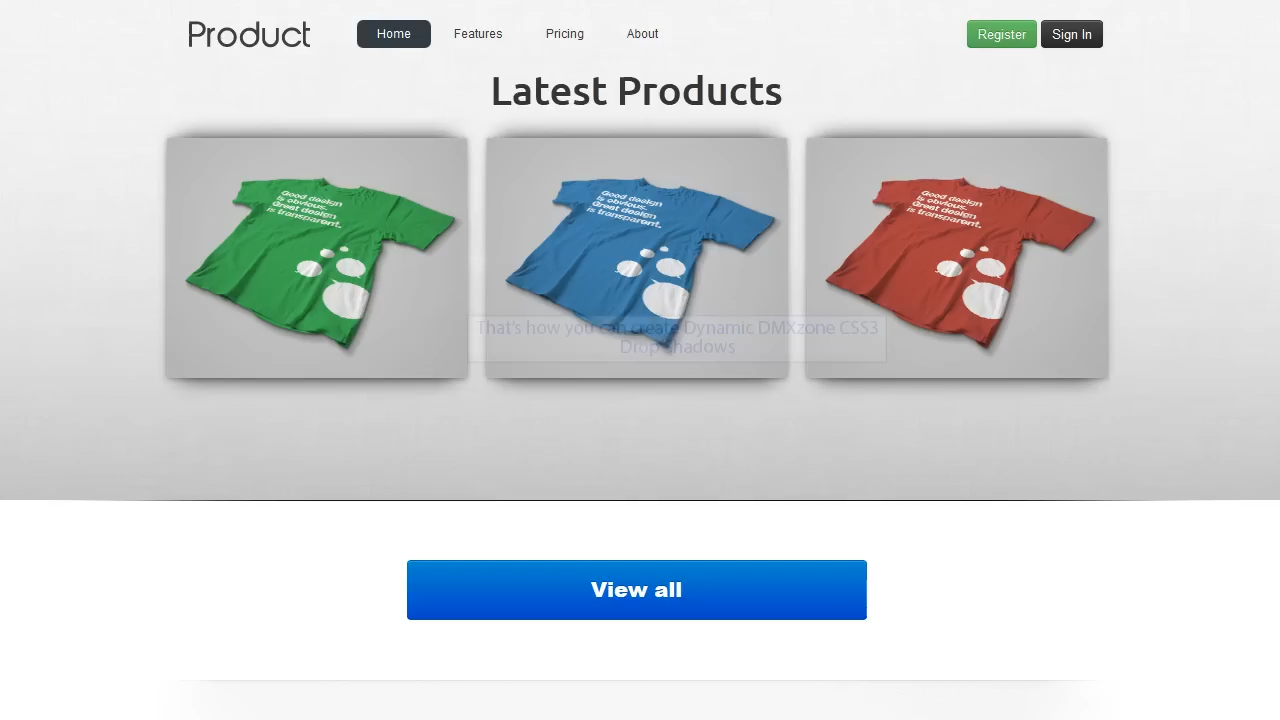 Product
Home
Features
Pricing
About
Register
Sign In
Latest Products
Good design
is obvious.
Great design
is transparent.
Good design
is obvious.
Great design
is transparent.
Good design
is obvious.
Great design
is transparent.
That's how you can create Dynamic DMXzone CSS3
Drop shadows
View all